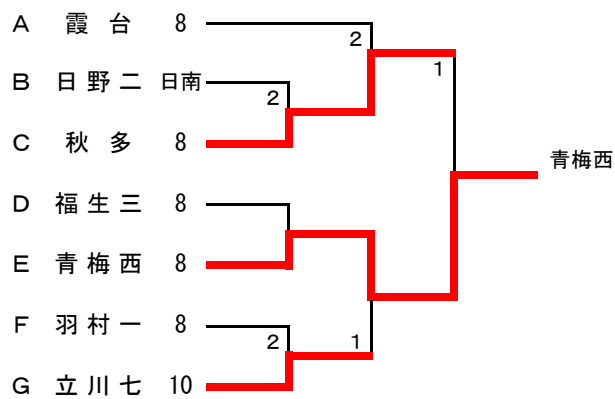 A 霞台 8
2
1
B 日野二 日南
2
C 秋多 8
青梅西
D 福生三 8
E 青梅西 8
F 羽村一 8
2
1
G 立川七 10